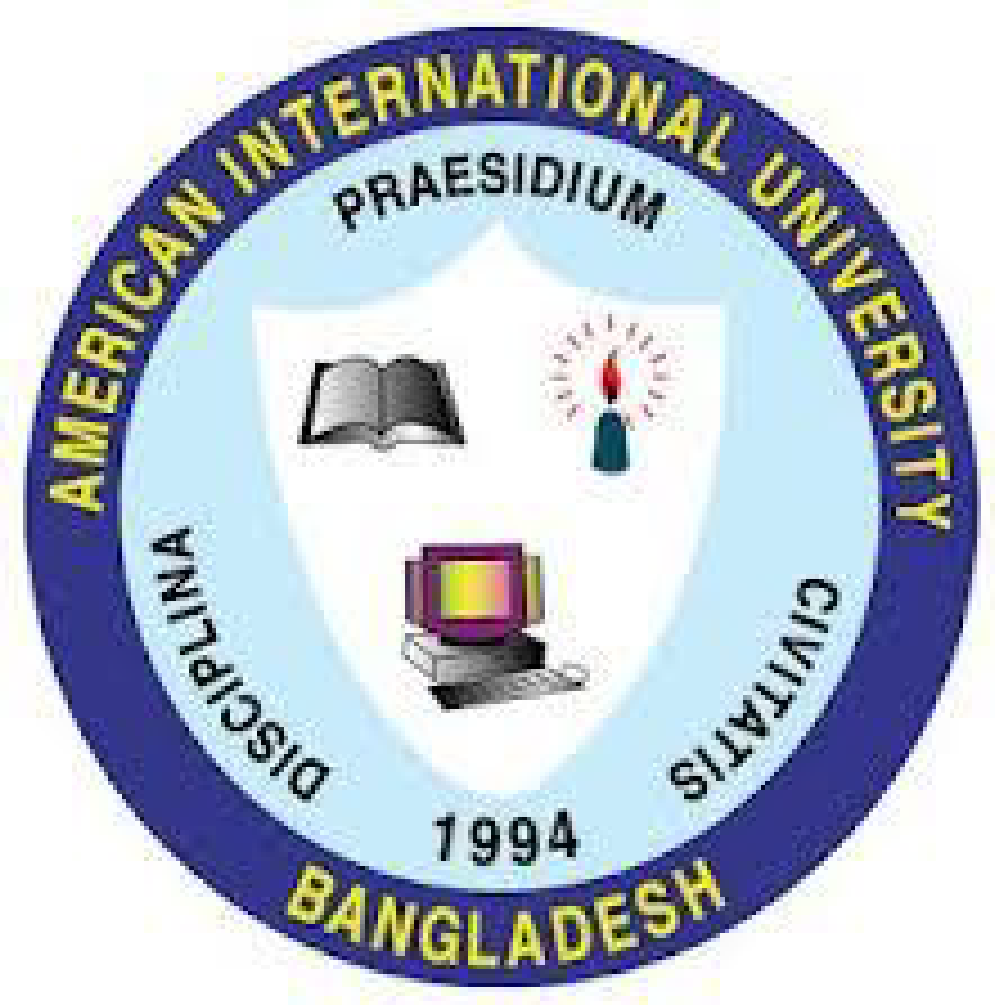 AMERICAN INTERNATIONAL UNIVERSITY
PRAESIDIUM
DISCIPLINA
CIVITATIS
1994
BANGLADESH